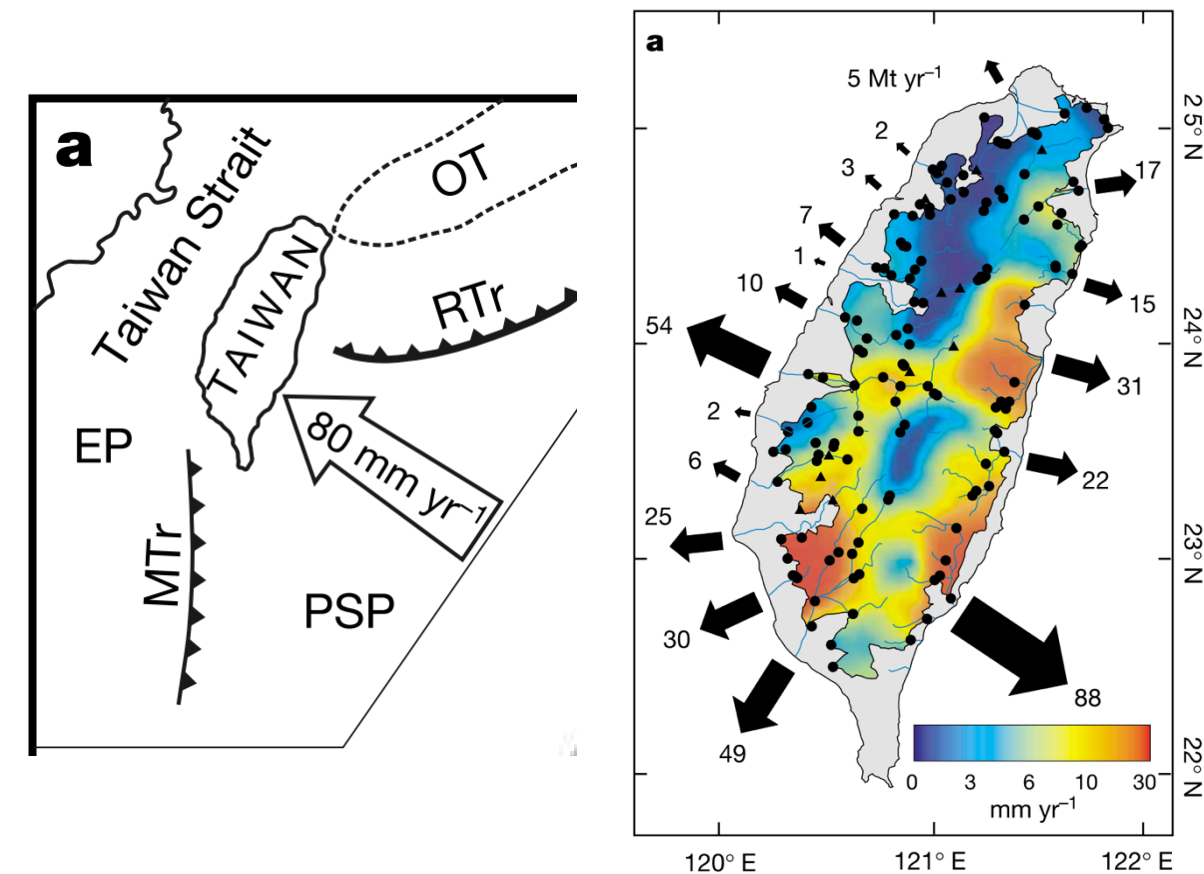 a
Taiwan Strait
OT
TAIWAN
RTr
80 mm yr⁻¹
EP
MTr
PSP
a
5 Mt yr⁻¹
2
3
7
1
10
54
2
6
25
30
49
17
15
31
22
88
25° N
24° N
23° N
22° N
0 3 6 10 30
mm yr⁻¹
120° E 121° E 122° E